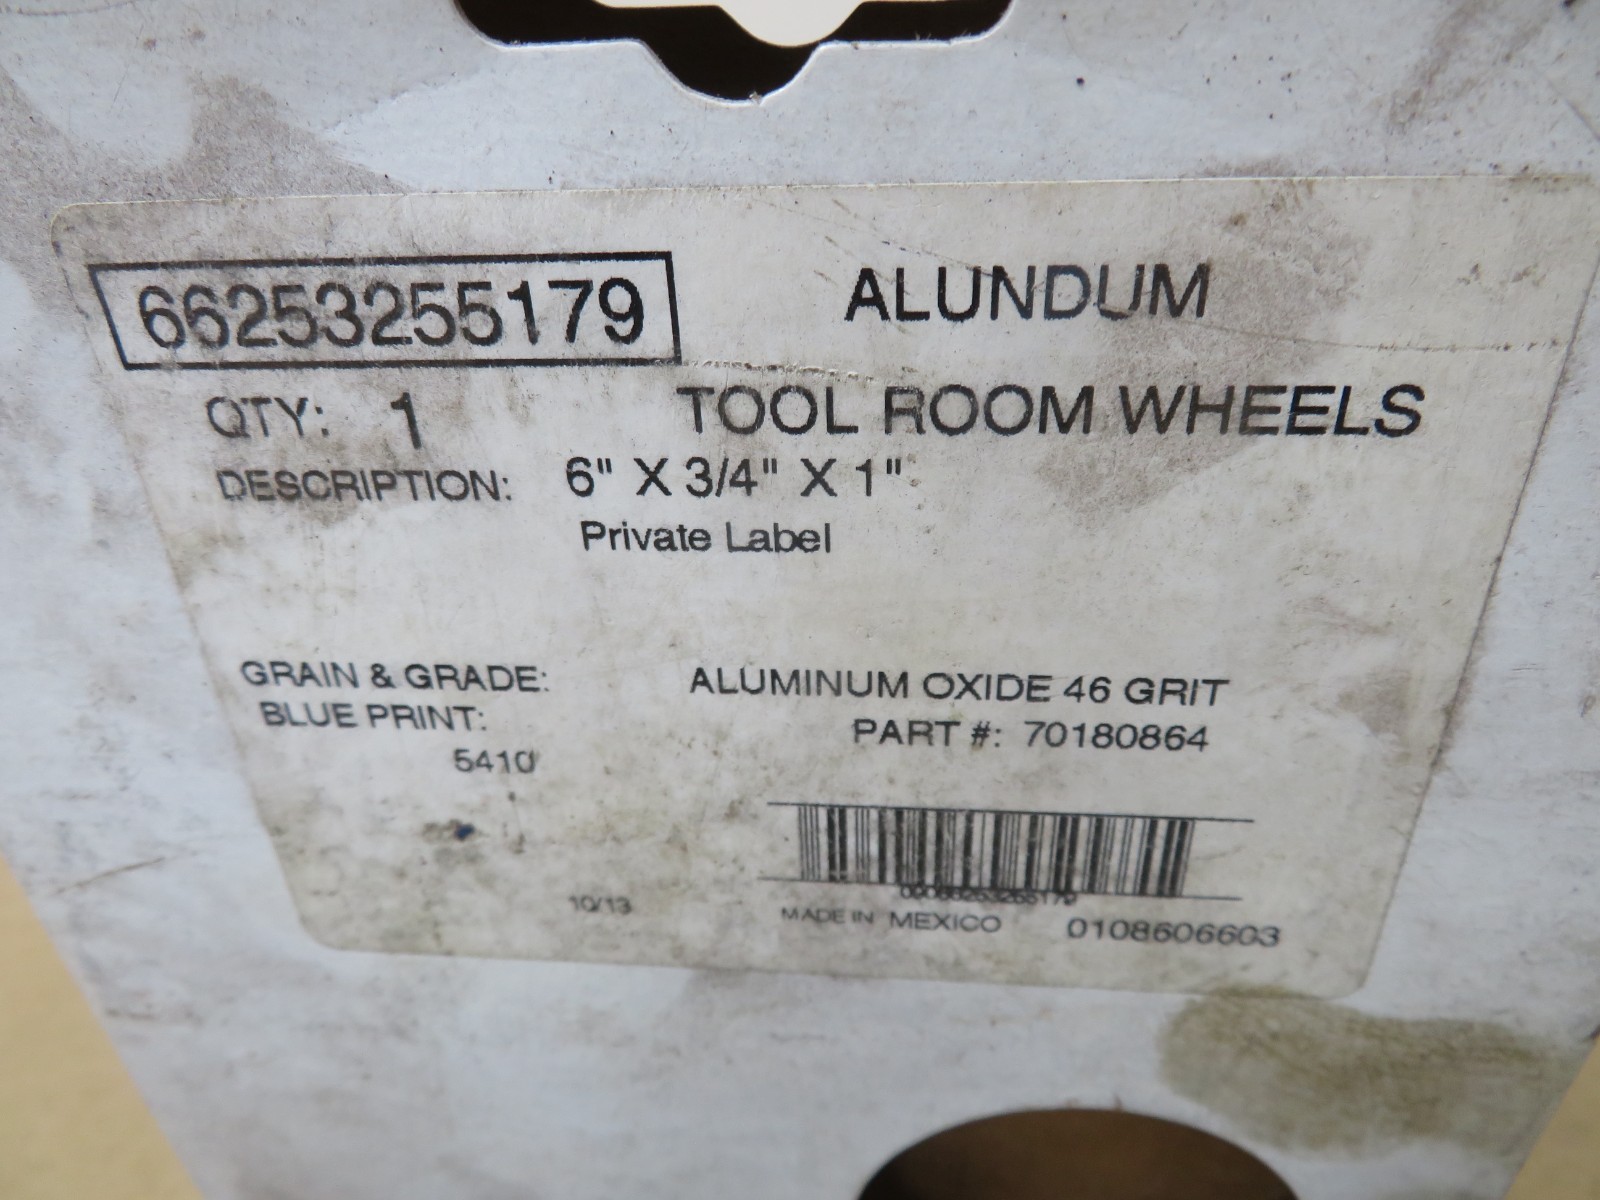 66253255179 ALUNDUM
QTY: 1 TOOL ROOM WHEELS
DESCRIPTION: 6" X 3/4" X 1"
Private Label
GRAIN & GRADE: ALUMINUM OXIDE 46 GRIT
BLUE PRINT: PART #: 70180864
5410
00066253255179
10/13 MADE IN MEXICO 0108606603